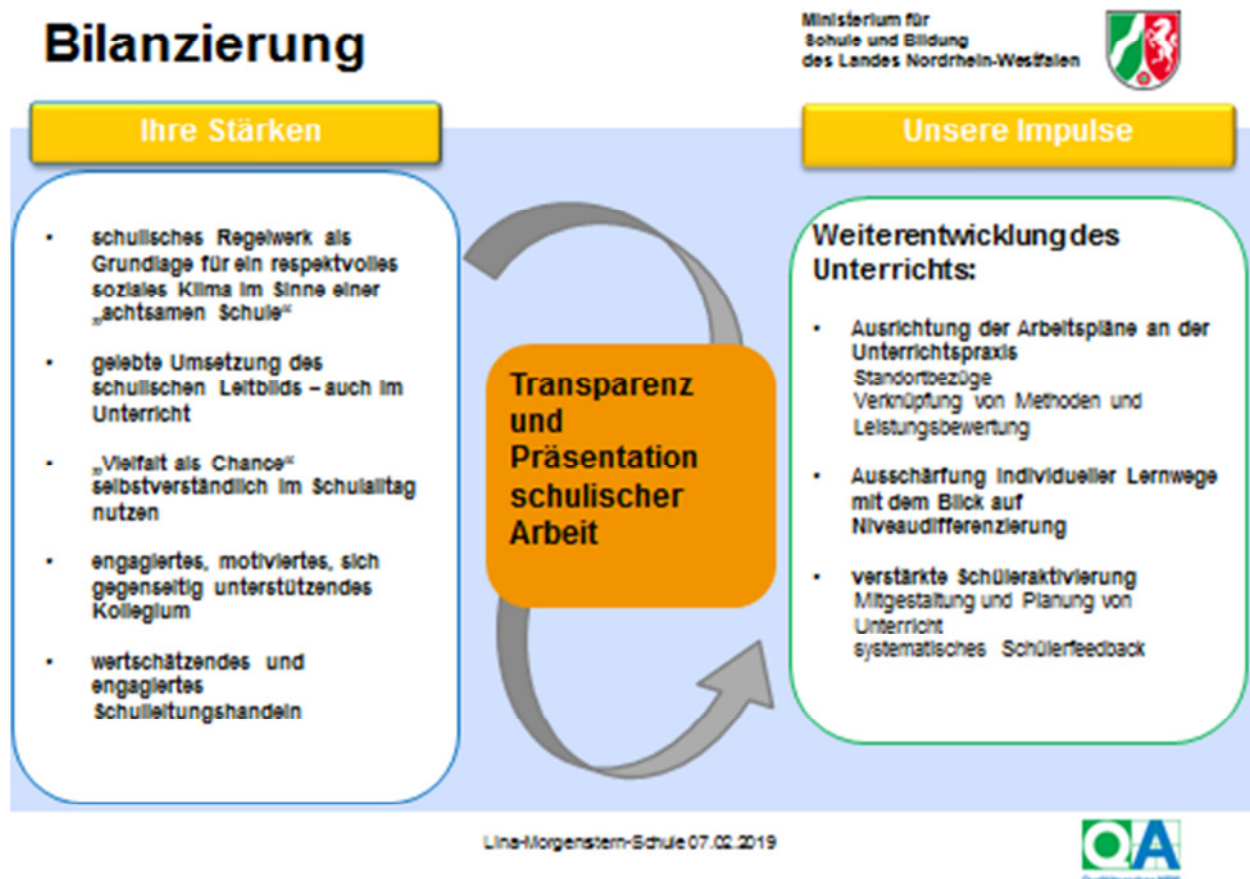 Bilanzierung
Ministerium für
Schule und Bildung
des Landes Nordrhein-Westfalen
Ihre Stärken
• schulisches Regelwerk als
Grundlage für ein respektvolles
soziales Klima im Sinne einer
„achtsamen Schule“
• gelebte Umsetzung des
schulischen Leitbilds – auch im
Unterricht
• „Vielfalt als Chance“
selbstverständlich im Schulalltag
nutzen
• engagiertes, motiviertes, sich
gegenseitig unterstützendes
Kollegium
• wertschätzendes und
engagiertes
Schulleitungshandeln
Transparenz
und
Präsentation
schulischer
Arbeit
Unsere Impulse
Weiterentwicklung des
Unterrichts:
• Ausrichtung der Arbeitspläne an der
Unterrichtspraxis
Standortbezüge
Verknüpfung von Methoden und
Leistungsbewertung
• Ausschärfung individueller Lernwege
mit dem Blick auf
Niveaudifferenzierung
• verstärkte Schüleraktivierung
Mitgestaltung und Planung von
Unterricht
systematisches Schülerfeedback
Lina-Morgenstern-Schule 07.02.2019
QA